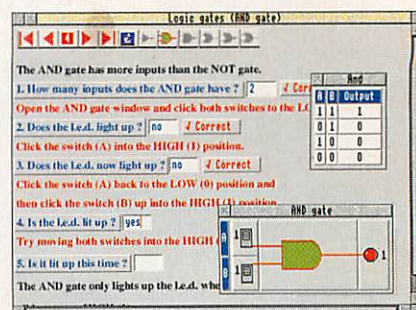 Logic gates (AND gate)
The AND gate has more inputs than the NOT gate.
1. How many inputs does the AND gate have ? 2 √ Corr
Open the AND gate window and click both switches to the LO
2. Does the l.e.d. light up ? no √ Correct
Click the switch (A) into the HIGH (1) position.
3. Does the l.e.d. now light up ? no √ Correct
Click the switch (A) back to the LOW (0) position and
then click the switch (B) up into the HIGH (1) position
4. Is the l.e.d. lit up ? yes
Try moving both switches into the HIGH (
5. Is it lit up this time ?
The AND gate only lights up the l.e.d. whe
And
A B Output
1 1 1
0 1 0
1 0 0
0 0 0
AND gate
A 1
1
B 1